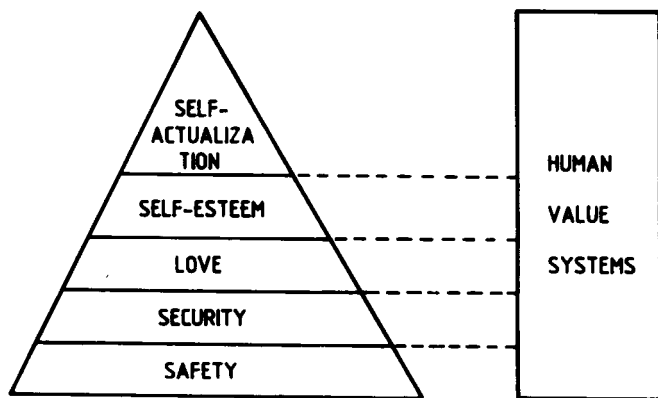 SELF-
ACTUALIZA
TION
SELF-ESTEEM
LOVE
SECURITY
SAFETY
HUMAN
VALUE
SYSTEMS